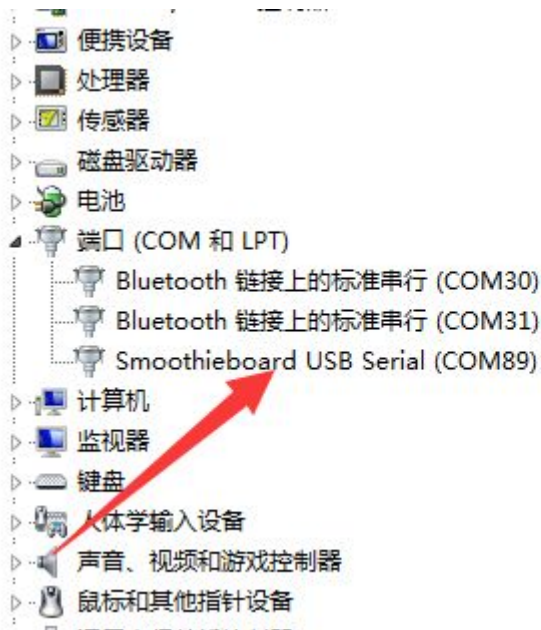 便携设备
处理器
传感器
磁盘驱动器
电池
端口 (COM 和 LPT)
Bluetooth 链接上的标准串行 (COM30)
Bluetooth 链接上的标准串行 (COM31)
Smoothieboard USB Serial (COM89)
计算机
监视器
键盘
人体学输入设备
声音、视频和游戏控制器
鼠标和其他指针设备